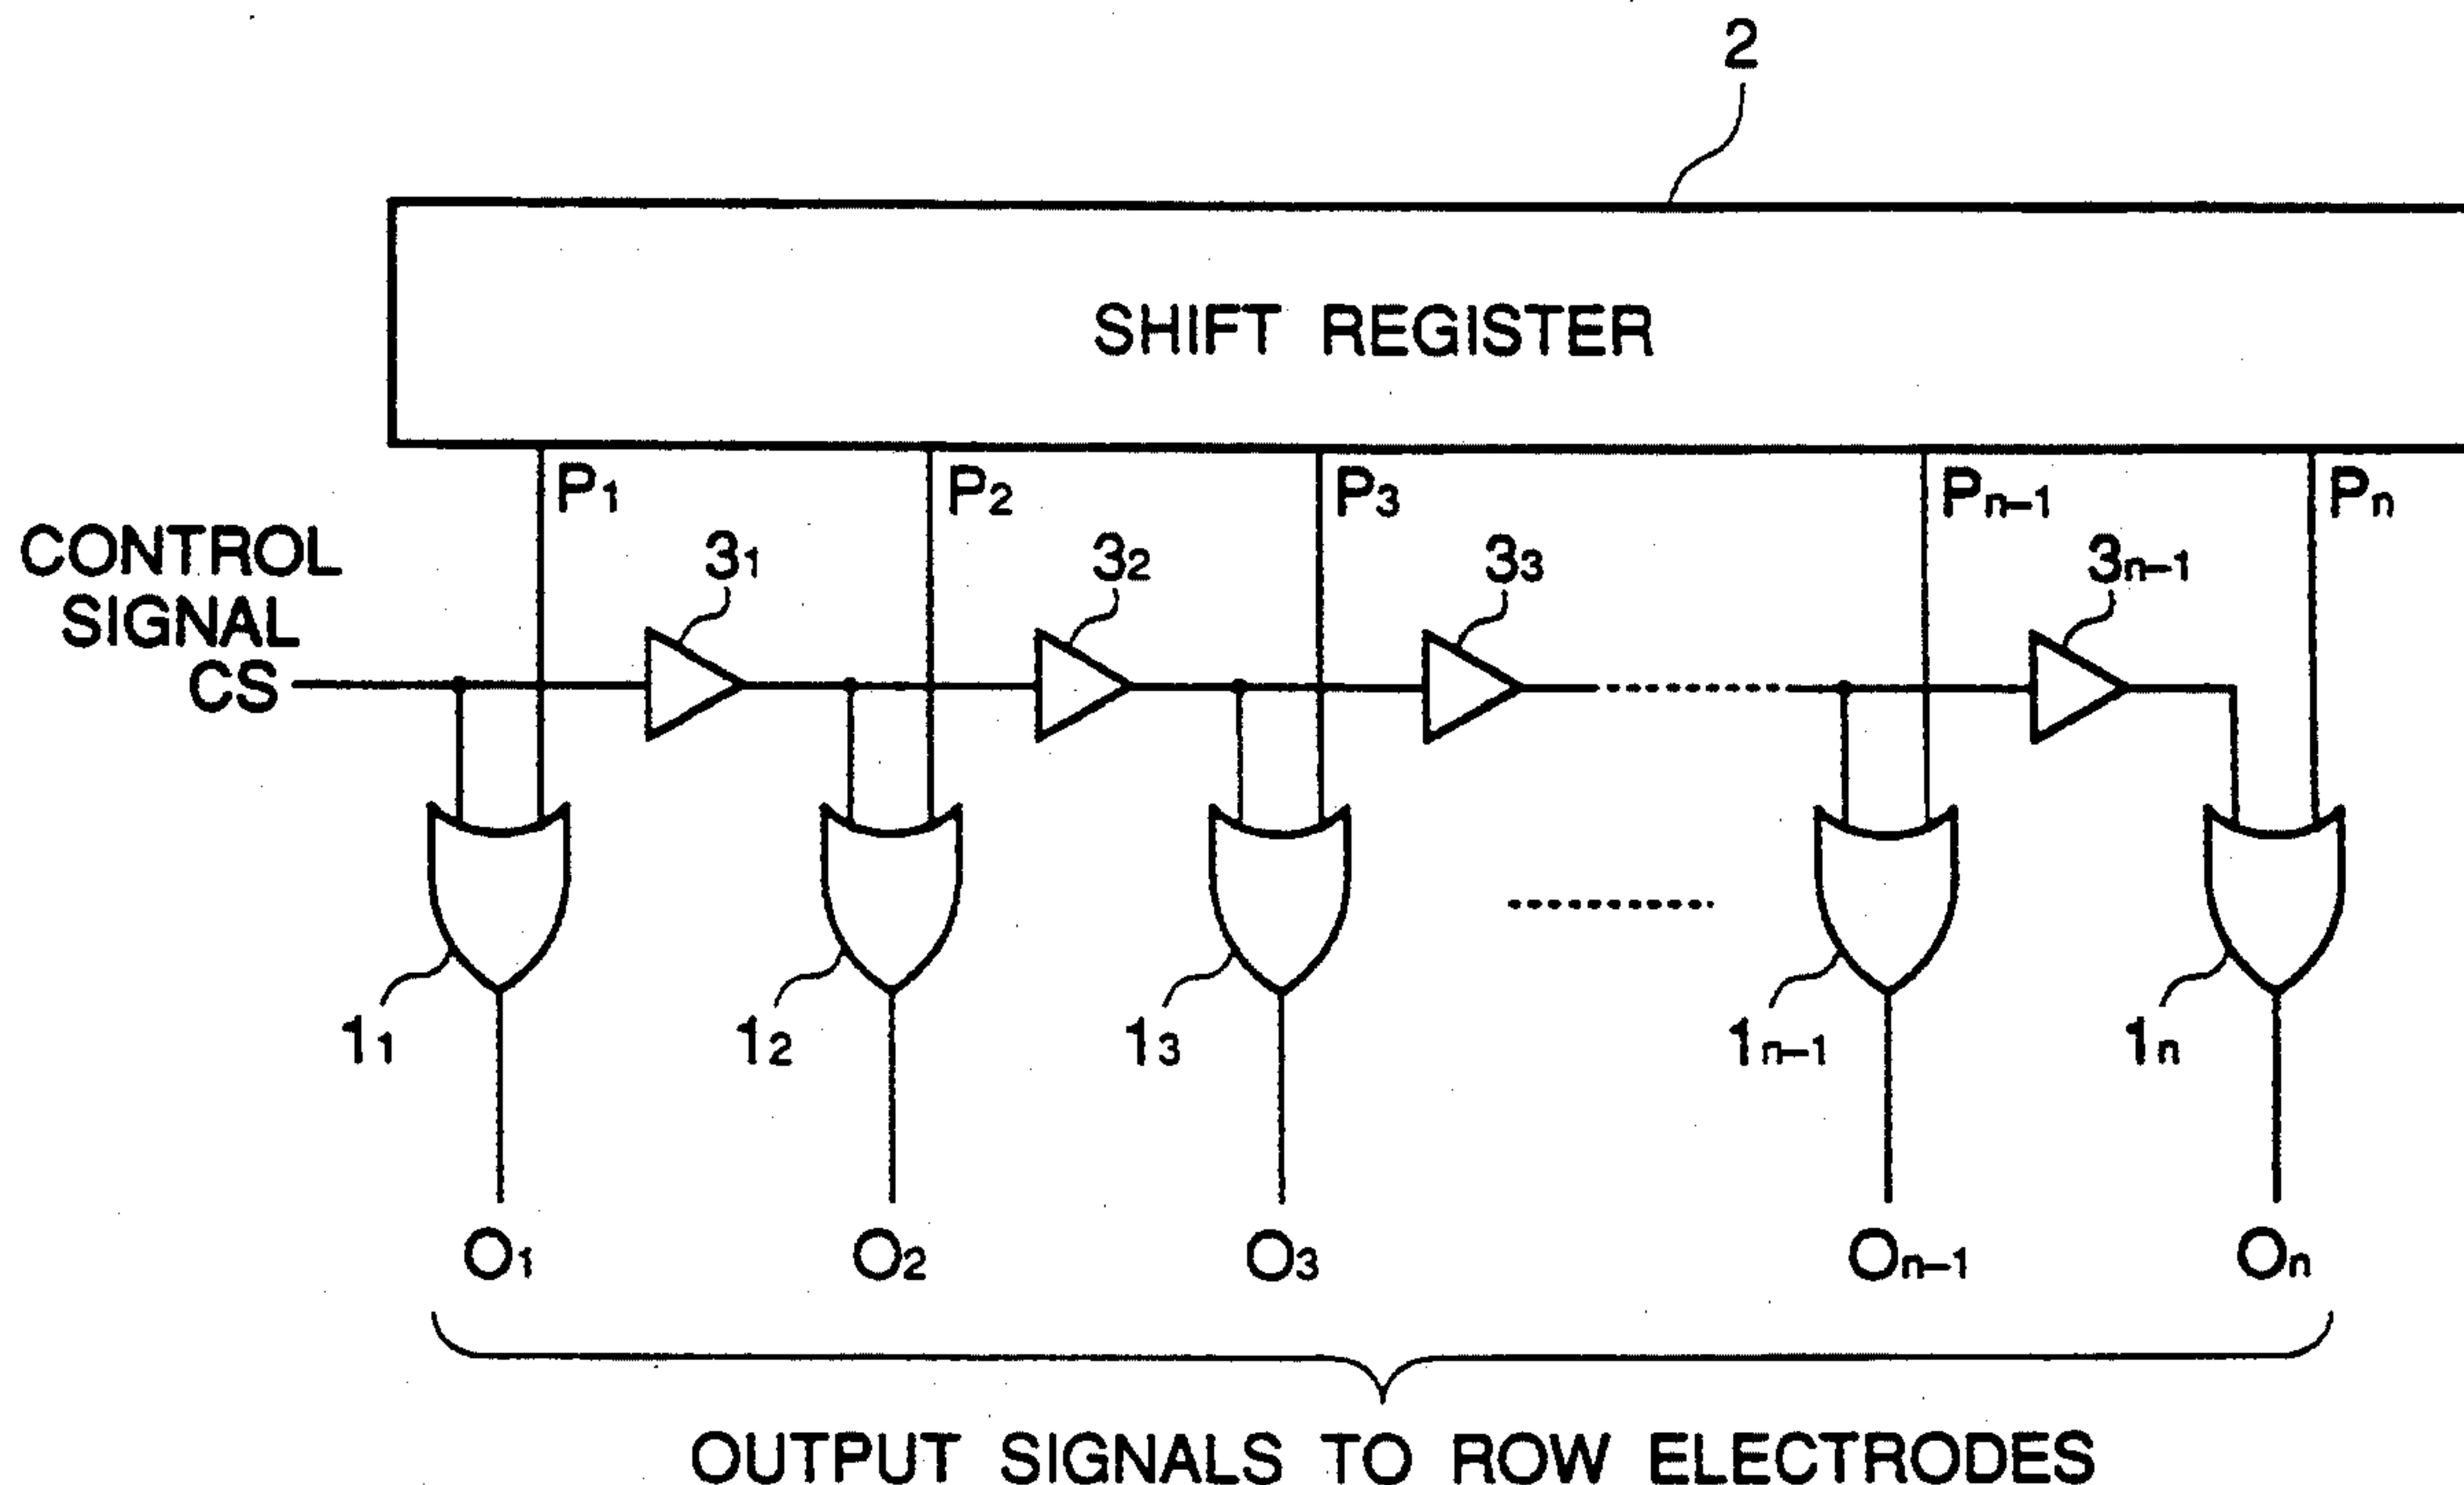 2
SHIFT REGISTER
P₁ P₂ P₃ Pₙ₋₁ Pₙ
CONTROL
SIGNAL
CS
3₁ 3₂ 3₃ 3ₙ₋₁
1₁ 1₂ 1₃ 1ₙ₋₁ 1ₙ
O₁ O₂ O₃ Oₙ₋₁ Oₙ
OUTPUT SIGNALS TO ROW ELECTRODES